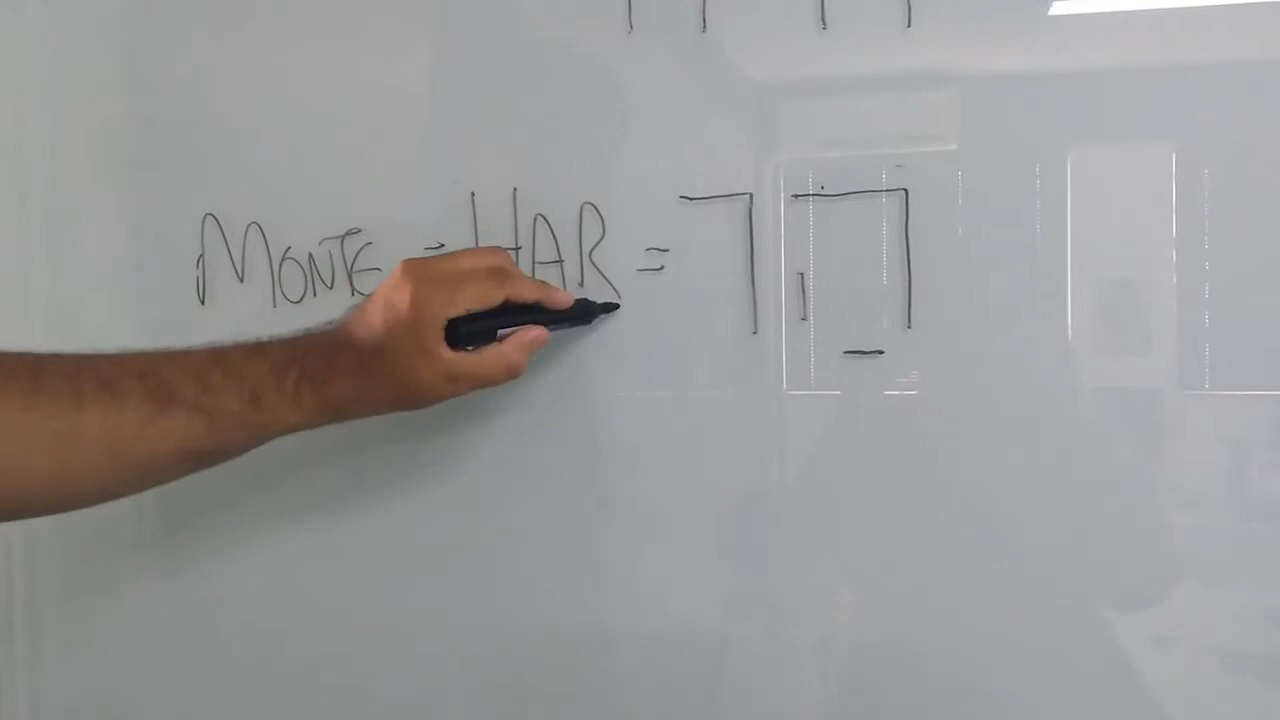 MONTE = HAR = הַר